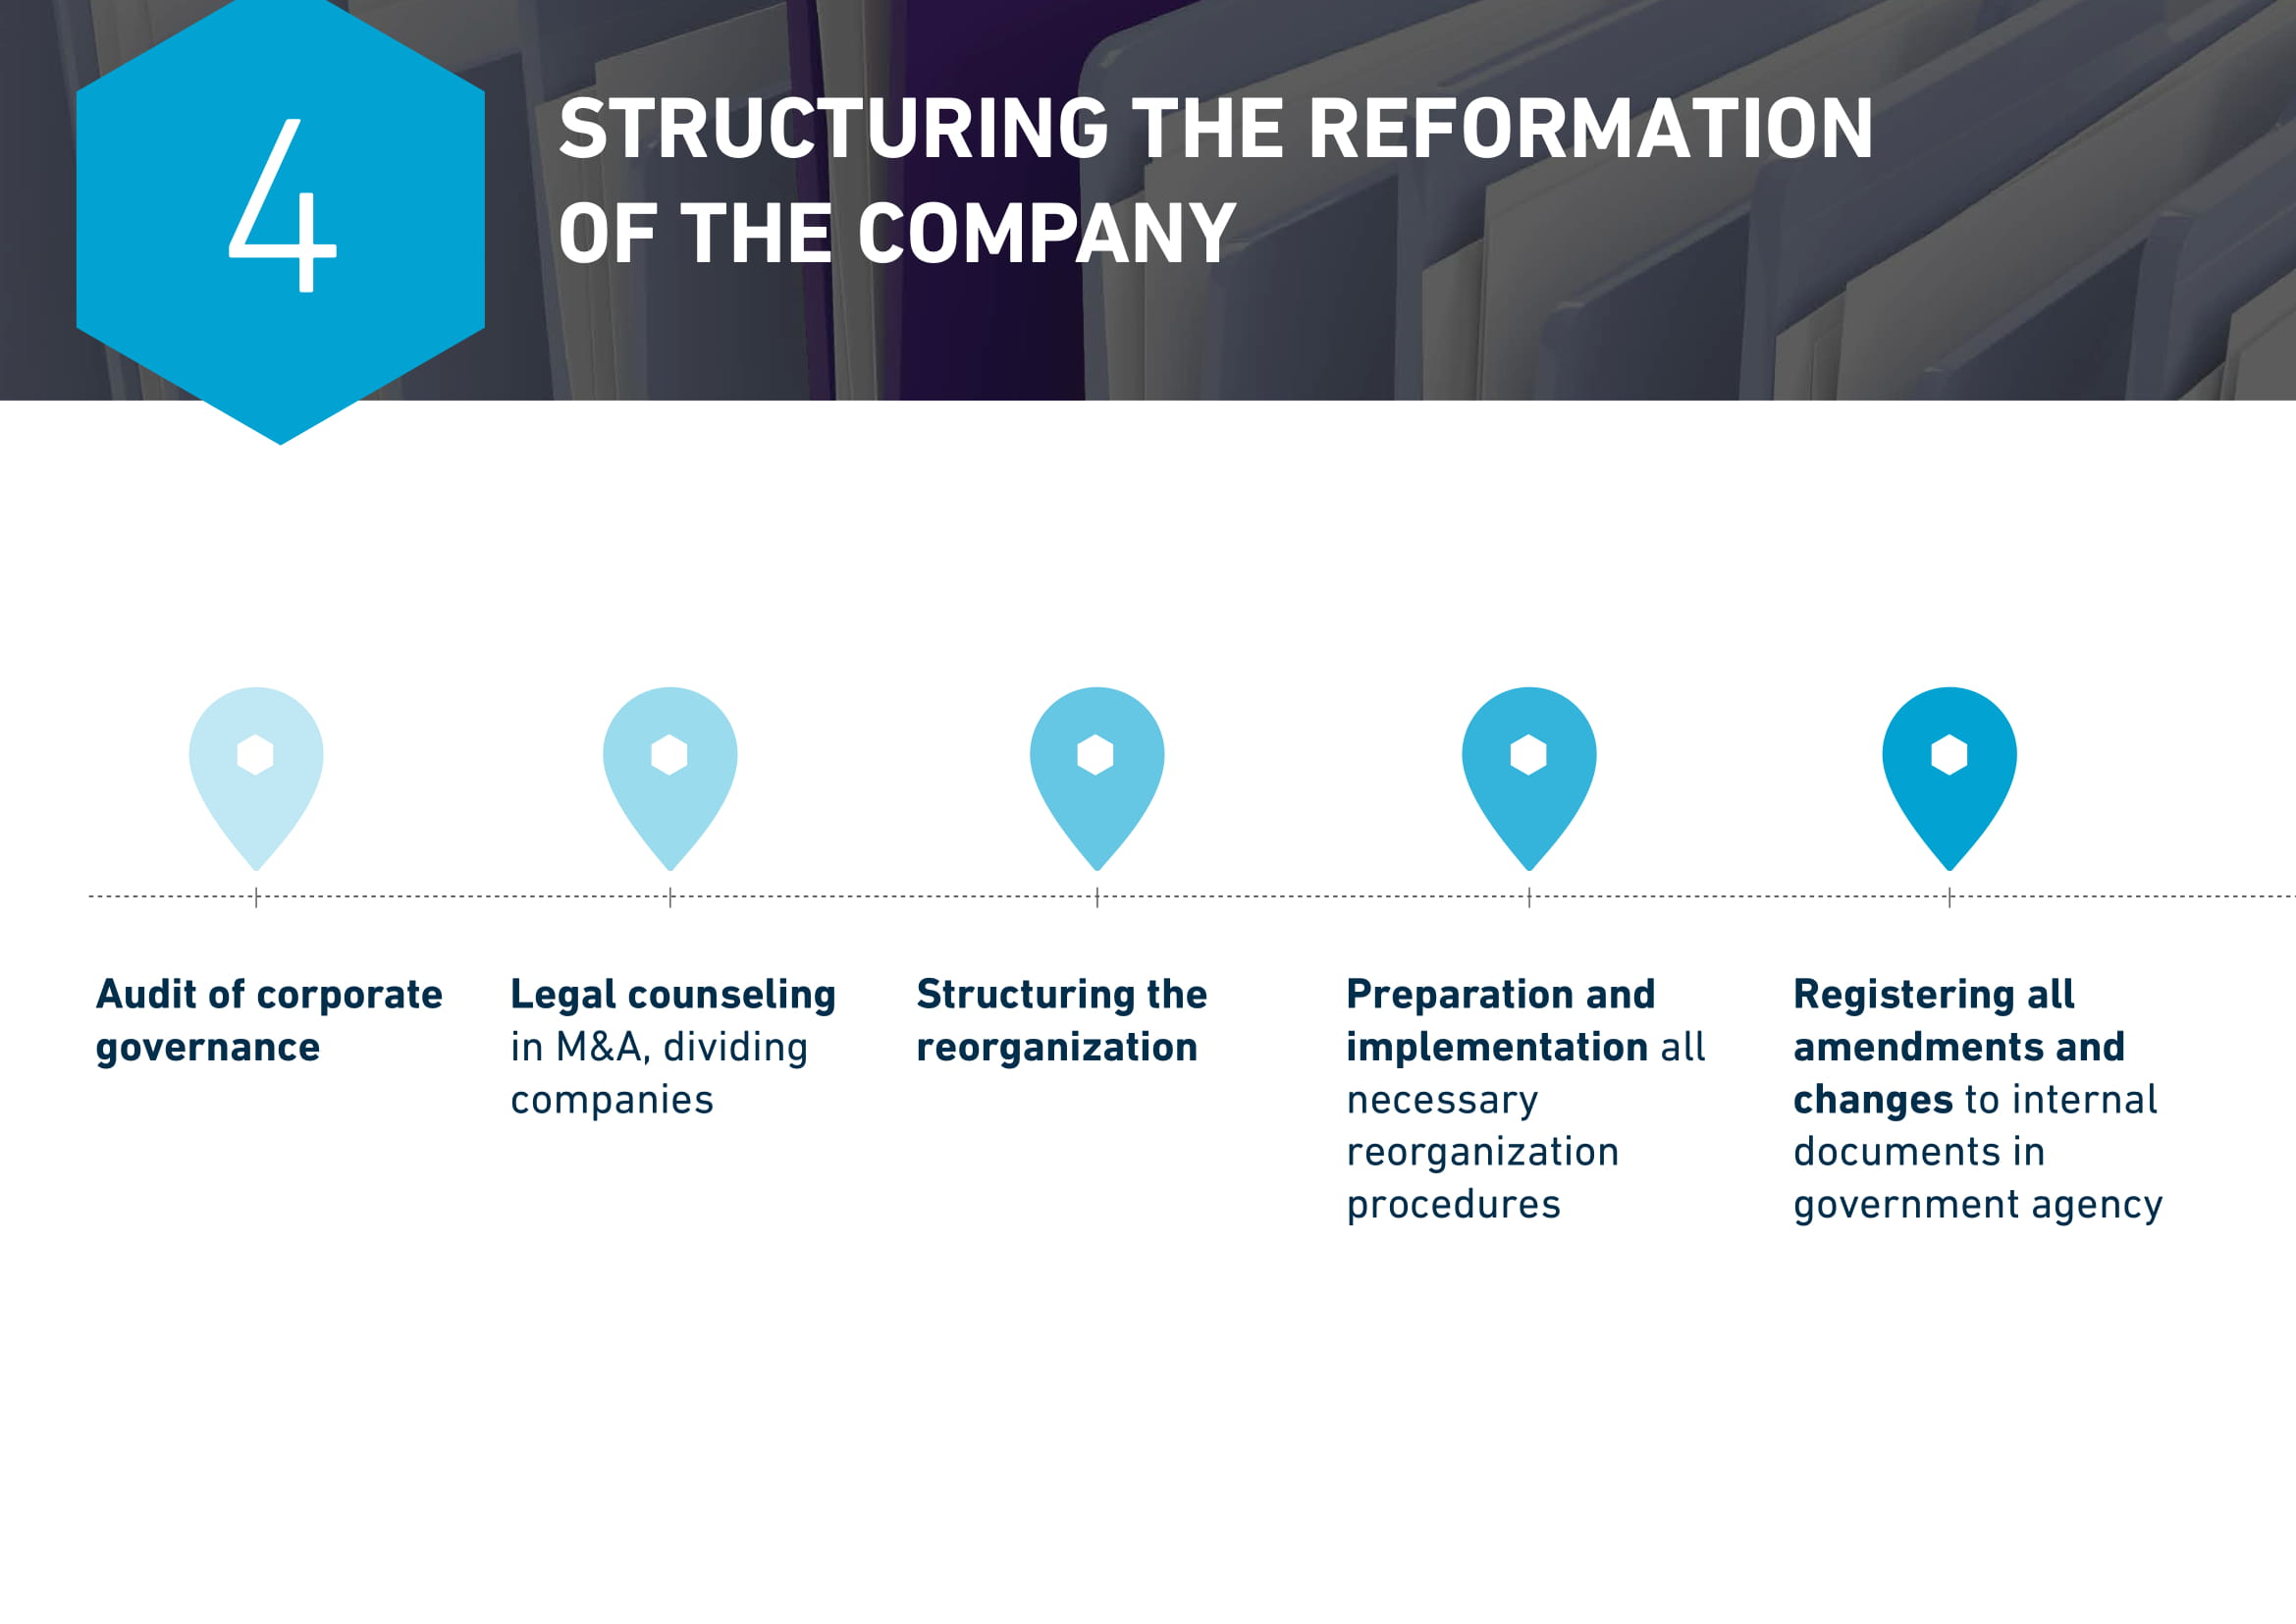 4
STRUCTURING THE REFORMATION
OF THE COMPANY
Audit of corporate
governance
Legal counseling
in M&A, dividing
companies
Structuring the
reorganization
Preparation and
implementation all
necessary
reorganization
procedures
Registering all
amendments and
changes to internal
documents in
government agency